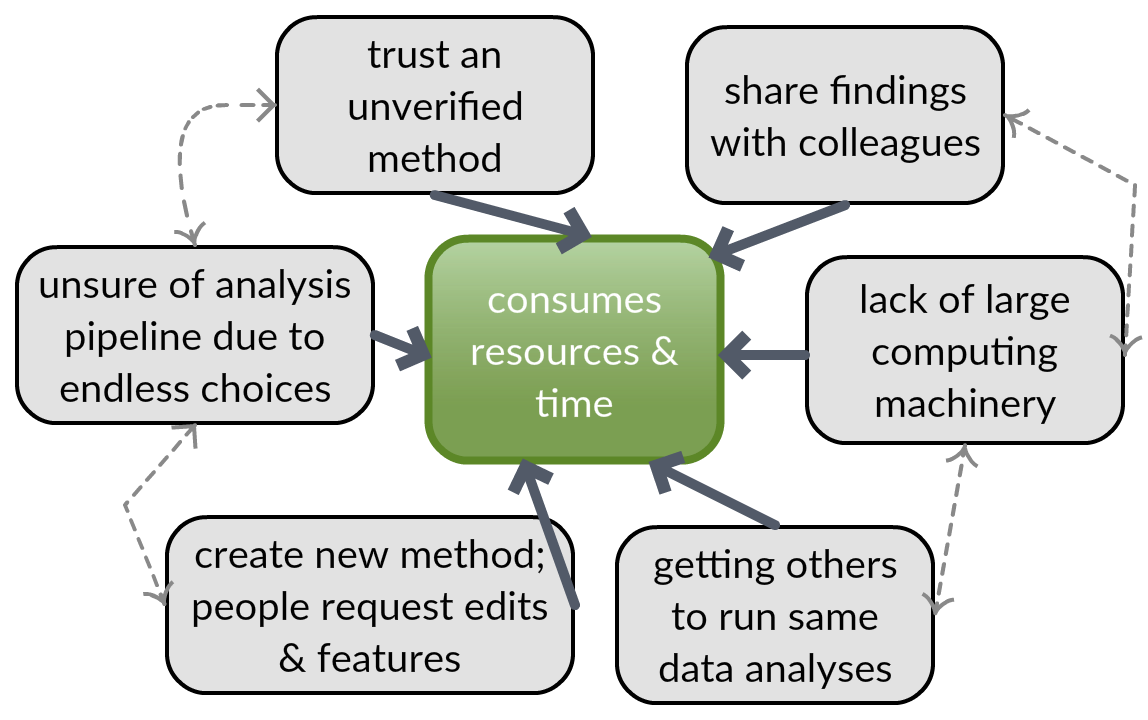 trust an
unverified
method
share findings
with colleagues
unsure of analysis
pipeline due to
endless choices
consumes
resources &
time
lack of large
computing
machinery
create new method;
people request edits
& features
getting others
to run same
data analyses